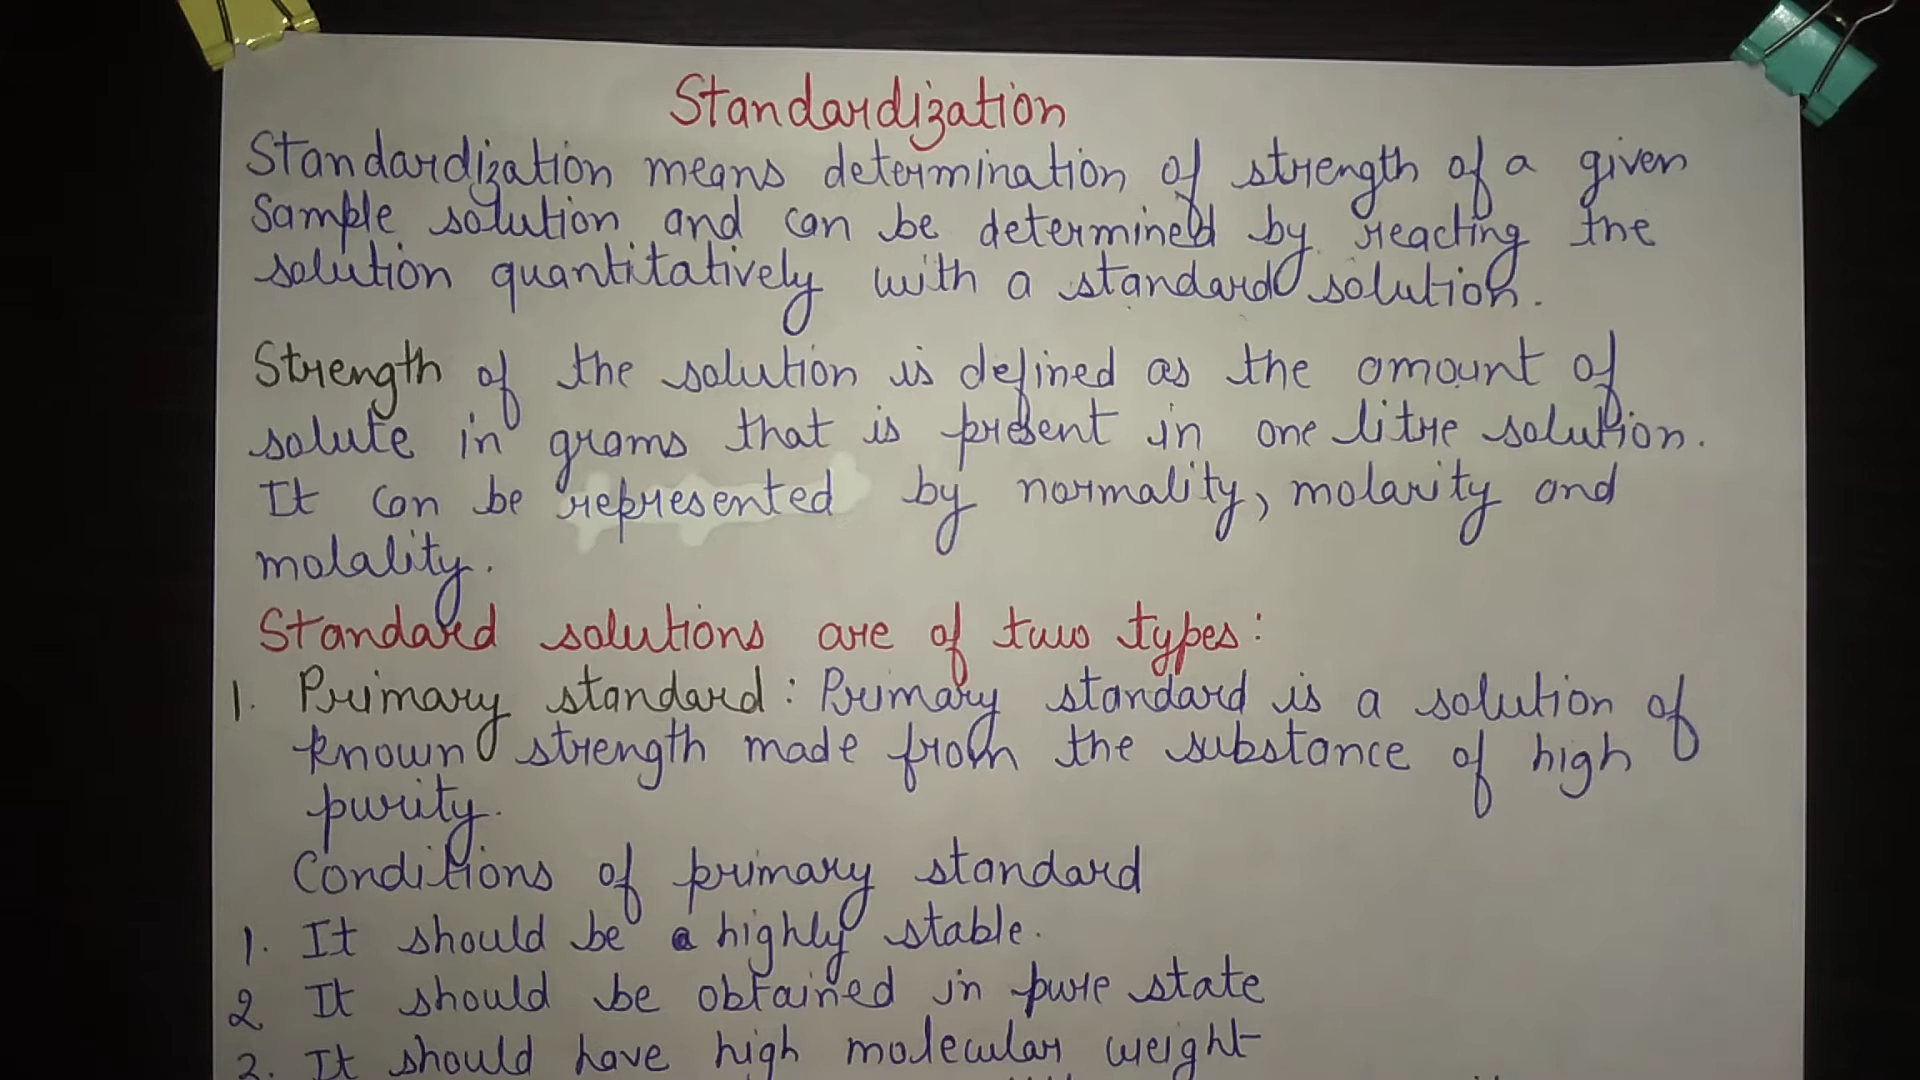 Standardization
Standardization means determination of strength of a given
Sample solution and can be determined by reacting the
solution quantitatively with a standard solution.
Strength of the solution is defined as the amount of
solute in grams that is present in one litre solution.
It can be represented by normality, molarity and
molality.
Standard solutions are of two types:
1. Primary standard: Primary standard is a solution of
known strength made from the substance of high
purity.
Conditions of primary standard
1. It should be a highly stable.
2 It should be obtained in pure state
3. It should have high molecular weight